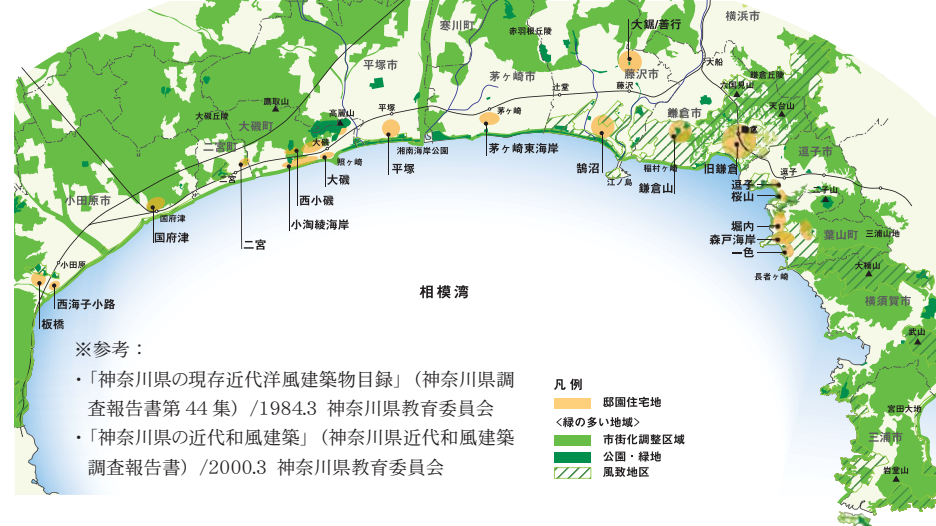 寒川町
大鋸/善行
横浜市
赤羽根丘陵
平塚市
大船
茅ヶ崎市
藤沢市
鎌倉丘陵
六国見山
辻堂
藤沢
鷹取山
天台山
高麗山
平塚
茅ヶ崎
鎌倉市
大磯丘陵
大磯町
鎌倉
二宮町
大磯
湘南海岸公園
茅ヶ崎東海岸
逗子市
照ヶ崎
平塚
鵠沼
稲村ヶ崎
旧鎌倉
逗子
二宮
大磯
江ノ島
鎌倉山
逗子
桜山
二子山
小田原市
西小磯
国府津
小淘綾海岸
堀内
国府津
二宮
森戸海岸
葉山町
三浦山地
一色
小田原
大楠山
長者ヶ崎
西海子小路
相模湾
横須賀市
板橋
武山
※参考：
・「神奈川県の現存近代洋風建築物目録」（神奈川県調
査報告書第 44 集）/1984.3 神奈川県教育委員会
・「神奈川県の近代和風建築」（神奈川県近代和風建築
調査報告書）/2000.3 神奈川県教育委員会
凡 例
邸園住宅地
<緑の多い地域>
市街化調整区域
公園・緑地
風致地区
宮田大地
三浦市
岩堂山